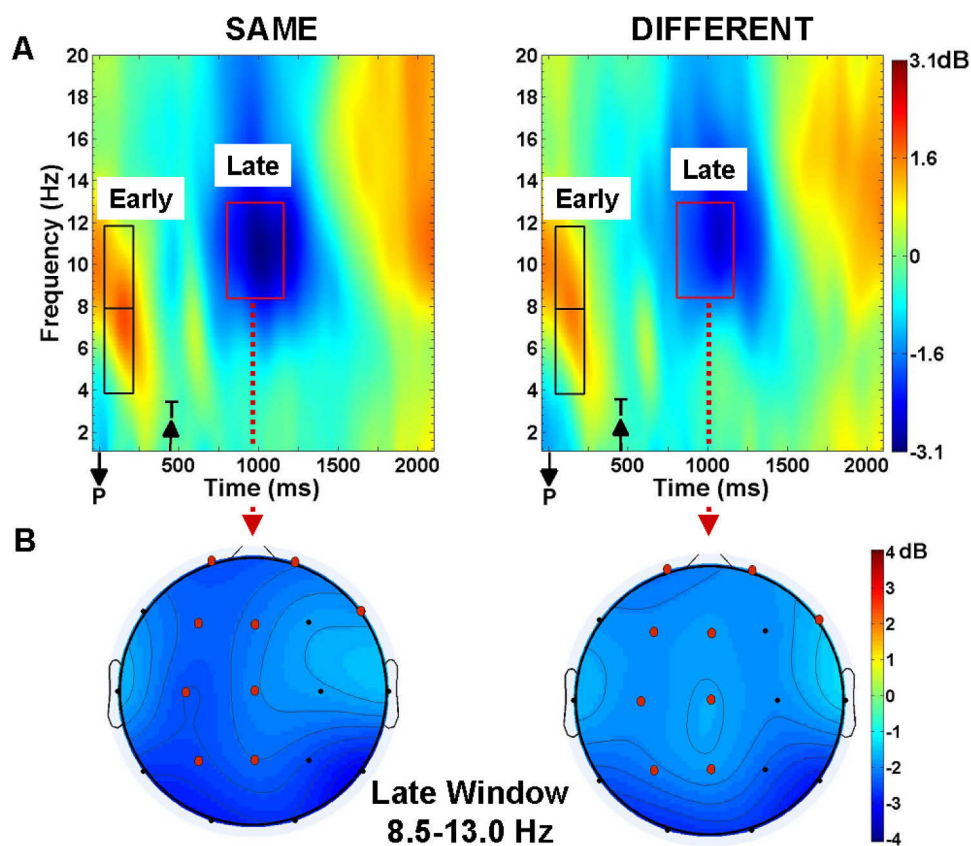 A
SAME
DIFFERENT
20
18
16
14
12
10
8
6
4
2
Frequency (Hz)
Early
Late
T
P
500
1000
1500
2000
Time (ms)
20
18
16
14
12
10
8
6
4
2
Early
Late
T
P
500
1000
1500
2000
Time (ms)
3.1dB
1.6
0
-1.6
-3.1
B
Late Window
8.5-13.0 Hz
4 dB
3
2
1
0
-1
-2
-3
-4